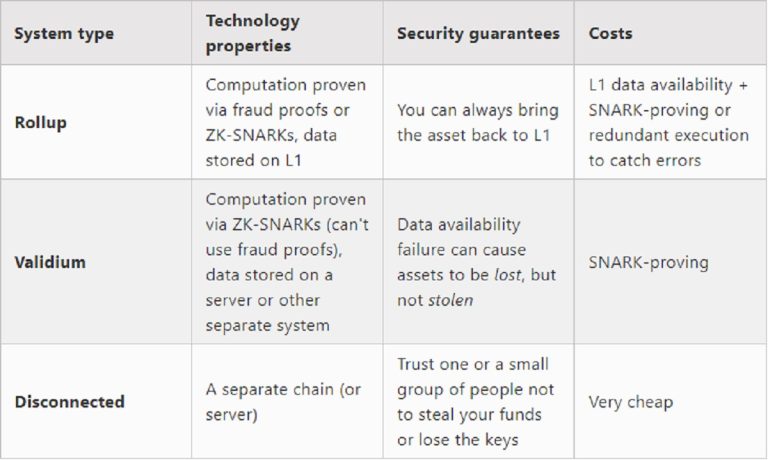 System type
Technology
properties
Security guarantees
Costs
Rollup
Computation proven
via fraud proofs or
ZK-SNARKs, data
stored on L1
You can always bring
the asset back to L1
L1 data availability +
SNARK-proving or
redundant execution
to catch errors
Validium
Computation proven
via ZK-SNARKs (can't
use fraud proofs),
data stored on a
server or other
separate system
Data availability
failure can cause
assets to be lost, but
not stolen
SNARK-proving
Disconnected
A separate chain (or
server)
Trust one or a small
group of people not
to steal your funds
or lose the keys
Very cheap